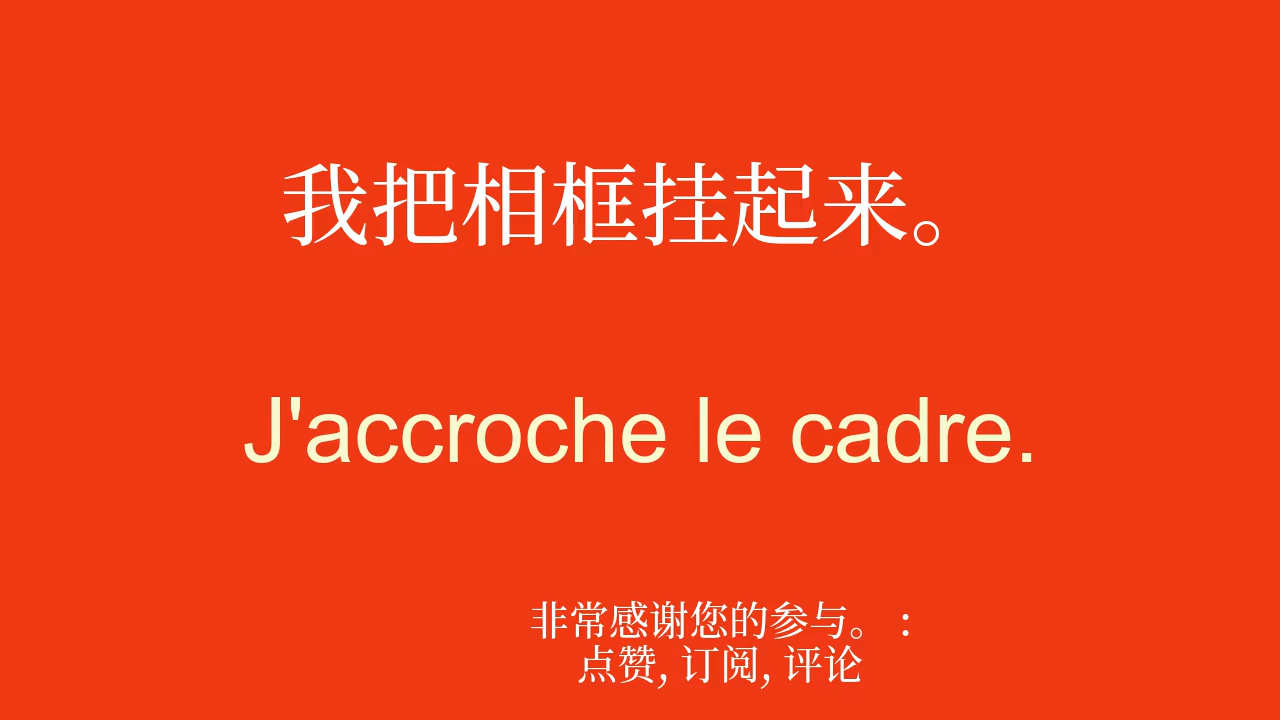 我把相框挂起来。
J'accroche le cadre.
非常感谢您的参与。 :
点赞, 订阅, 评论